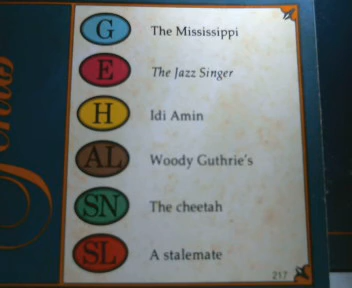 G The Mississippi
E The Jazz Singer
H Idi Amin
AL Woody Guthrie's
SN The cheetah
SL A stalemate
217